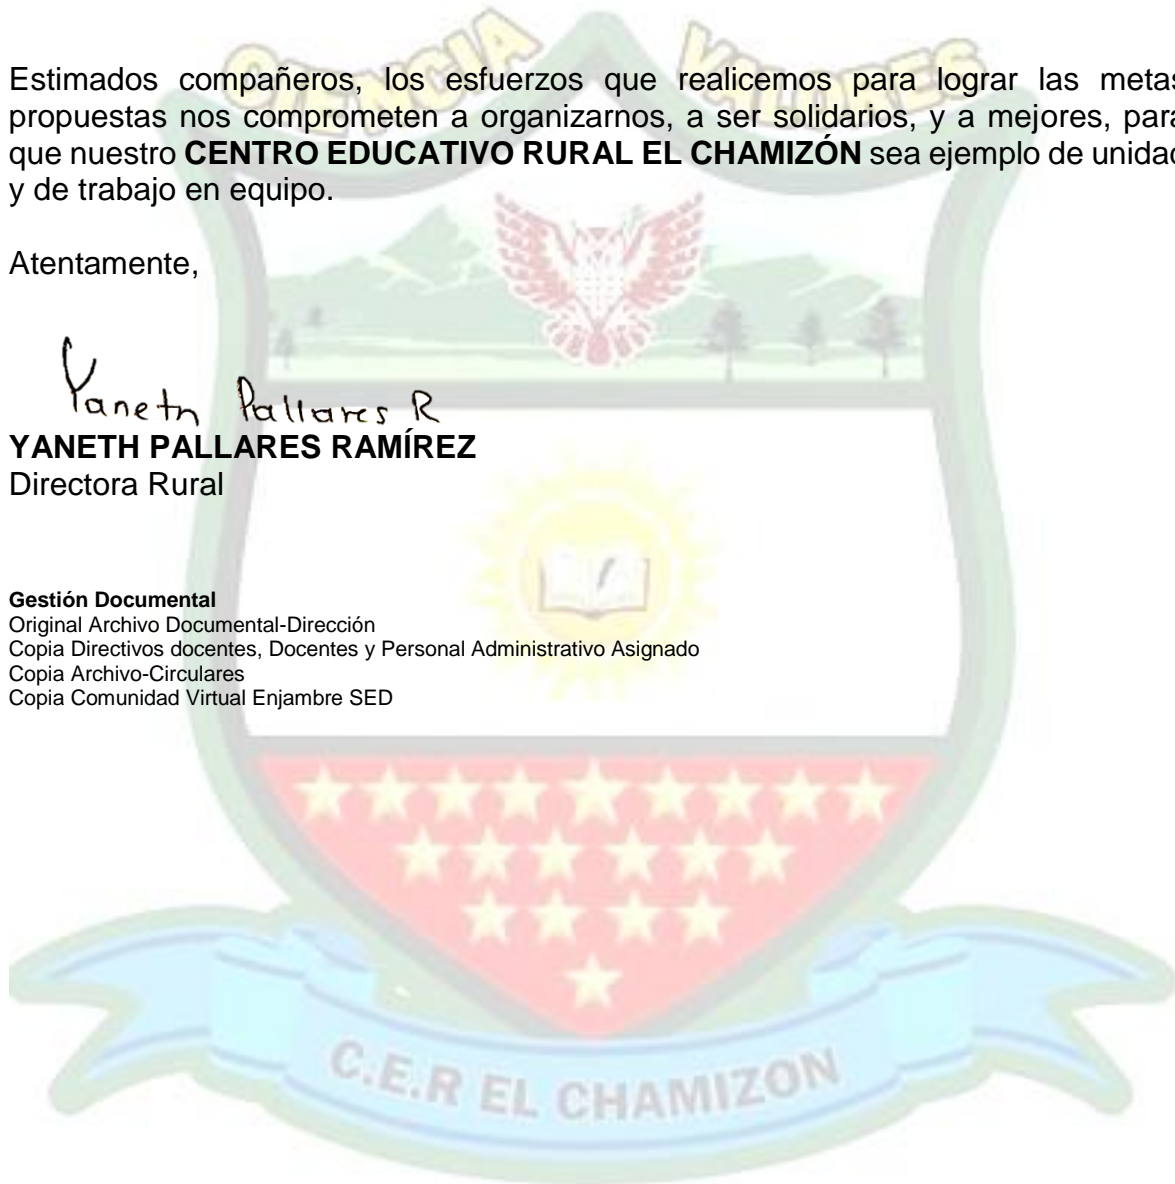 CIENCIA VALORES
Estimados compañeros, los esfuerzos que realicemos para lograr las metas
propuestas nos comprometen a organizarnos, a ser solidarios, y a mejores, para
que nuestro CENTRO EDUCATIVO RURAL EL CHAMIZÓN sea ejemplo de unidad
y de trabajo en equipo.
Atentamente,
Yaneth Pallares R
YANETH PALLARES RAMÍREZ
Directora Rural
Gestión Documental
Original Archivo Documental-Dirección
Copia Directivos docentes, Docentes y Personal Administrativo Asignado
Copia Archivo-Circulares
Copia Comunidad Virtual Enjambre SED
C.E.R EL CHAMIZON